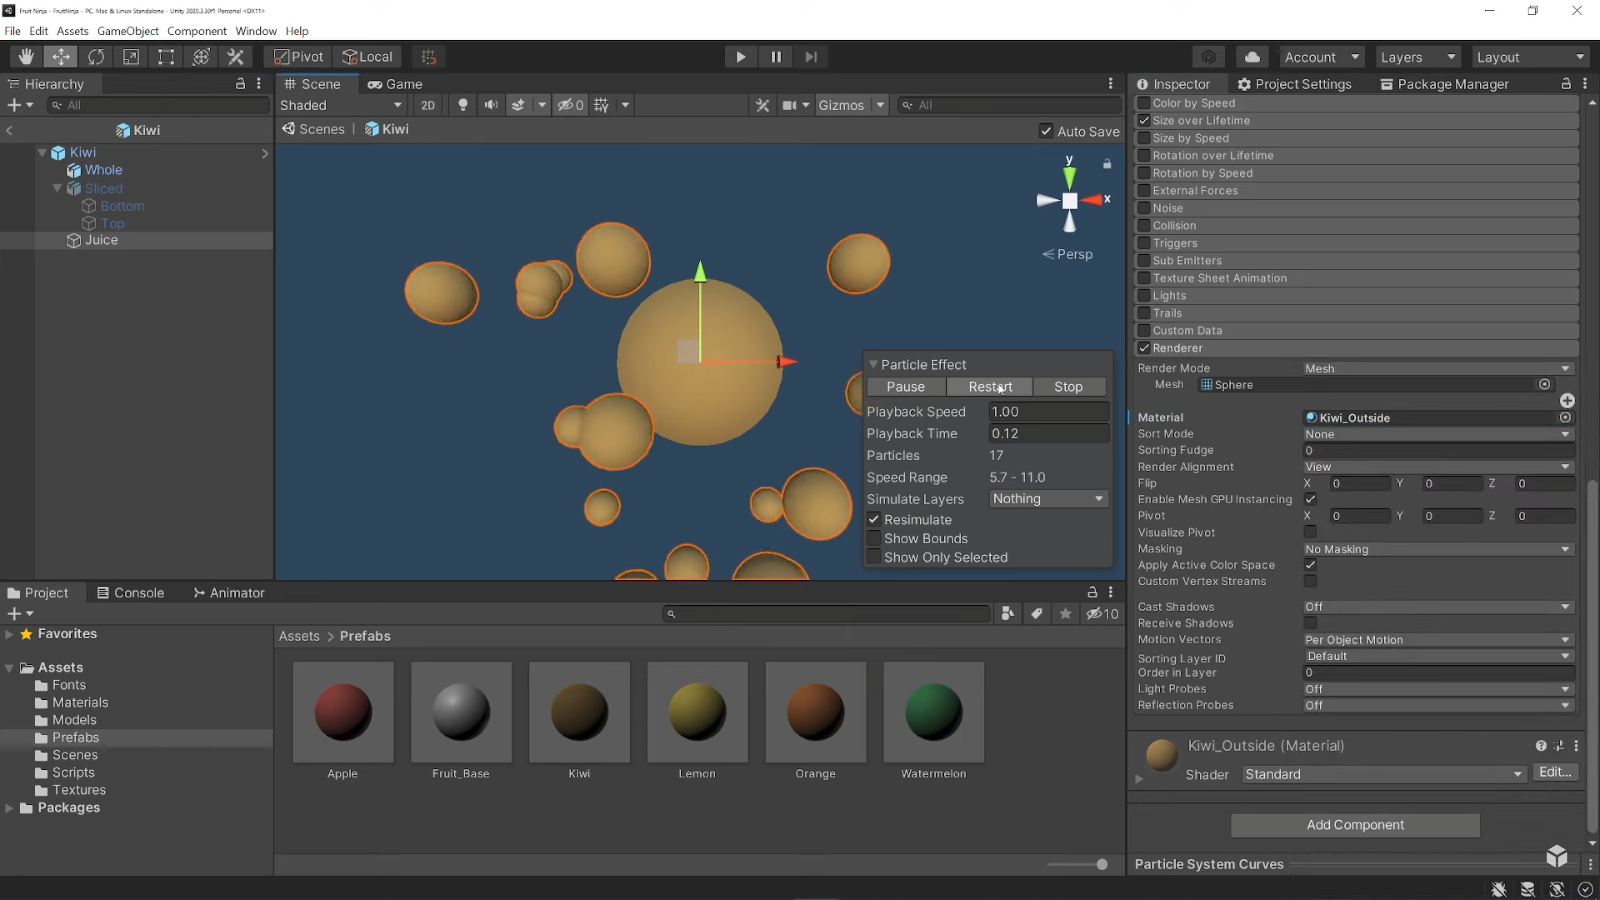 Fruit Ninja - FruitNinja - PC, Mac & Linux Standalone - Unity 2020.3.30f1 Personal <DX11>
File Edit Assets GameObject Component Window Help
Pivot Local Account Layers Layout
Hierarchy
All
Kiwi
Kiwi
Whole
Sliced
Bottom
Top
Juice
Scene Game
Shaded 2D 0 Gizmos All
Scenes | Kiwi Auto Save
y
x
Persp
Particle Effect
Pause Restart Stop
Playback Speed 1.00
Playback Time 0.12
Particles 17
Speed Range 5.7 - 11.0
Simulate Layers Nothing
Resimulate
Show Bounds
Show Only Selected
Inspector Project Settings Package Manager
Color by Speed
Size over Lifetime
Size by Speed
Rotation over Lifetime
Rotation by Speed
External Forces
Noise
Collision
Triggers
Sub Emitters
Texture Sheet Animation
Lights
Trails
Custom Data
Renderer
Render Mode Mesh
Mesh Sphere
Material Kiwi_Outside
Sort Mode None
Sorting Fudge 0
Render Alignment View
Flip X 0 Y 0 Z 0
Enable Mesh GPU Instancing
Pivot X 0 Y 0 Z 0
Visualize Pivot
Masking No Masking
Apply Active Color Space
Custom Vertex Streams
Cast Shadows Off
Receive Shadows
Motion Vectors Per Object Motion
Sorting Layer ID Default
Order in Layer 0
Light Probes Off
Reflection Probes Off
Kiwi_Outside (Material)
Shader Standard Edit...
Add Component
Particle System Curves
Project Console Animator
10
Favorites
Assets
Fonts
Materials
Models
Prefabs
Scenes
Scripts
Textures
Packages
Assets > Prefabs
Apple Fruit_Base Kiwi Lemon Orange Watermelon